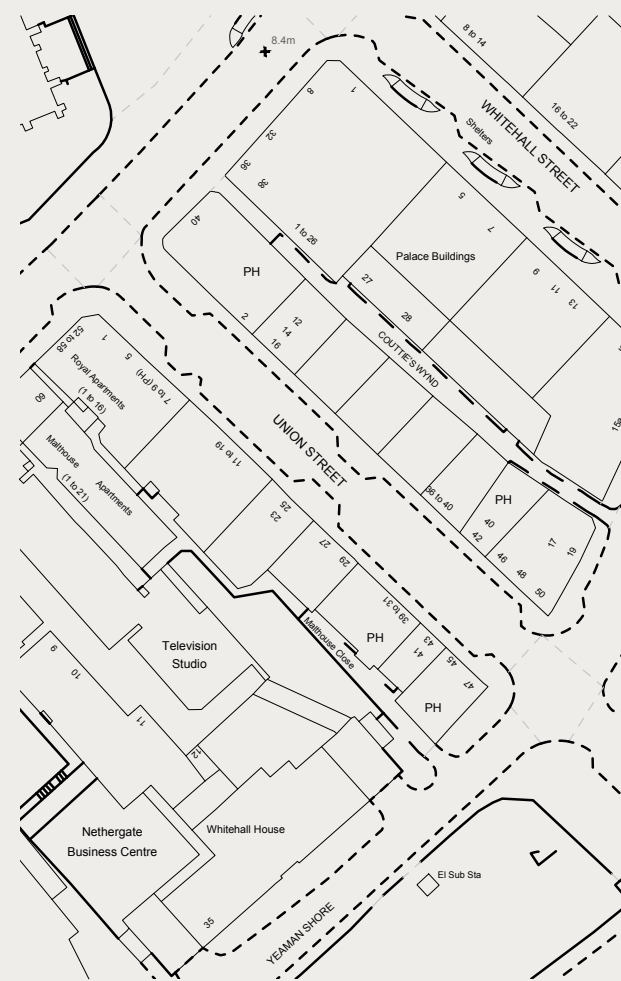 8.4m
8 to 14
16 to 22
WHITEHALL STREET
Shelters
1
8
32
36
38
40
1 to 26
PH
2
12
14
16
5
7
Palace Buildings
9
11
13
27
28
COUTTIE'S WYND
15a
52 to 58
1
5
7 to 9 (PH)
Royal Apartments
(1 to 16)
60
Malthouse
Apartments
(1 to 21)
11 to 19
UNION STREET
23
25
27
29
36 to 40
PH
40
42
46
48
50
17
19
39 to 31
Malthouse Close
PH
41
43
45
47
PH
Television
Studio
9
10
11
12
Nethergate
Business Centre
Whitehall House
35
YEAMAN SHORE
El Sub Sta